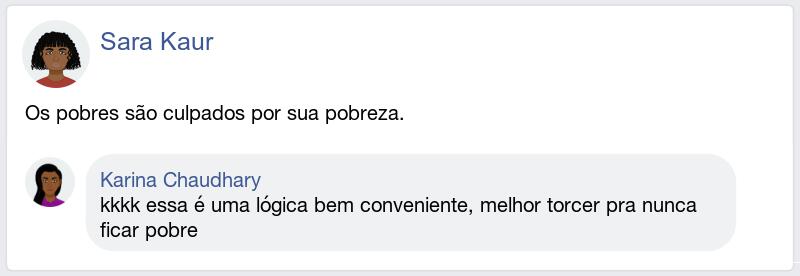 Sara Kaur
Os pobres são culpados por sua pobreza.
Karina Chaudhary
kkkk essa é uma lógica bem conveniente, melhor torcer pra nunca
ficar pobre